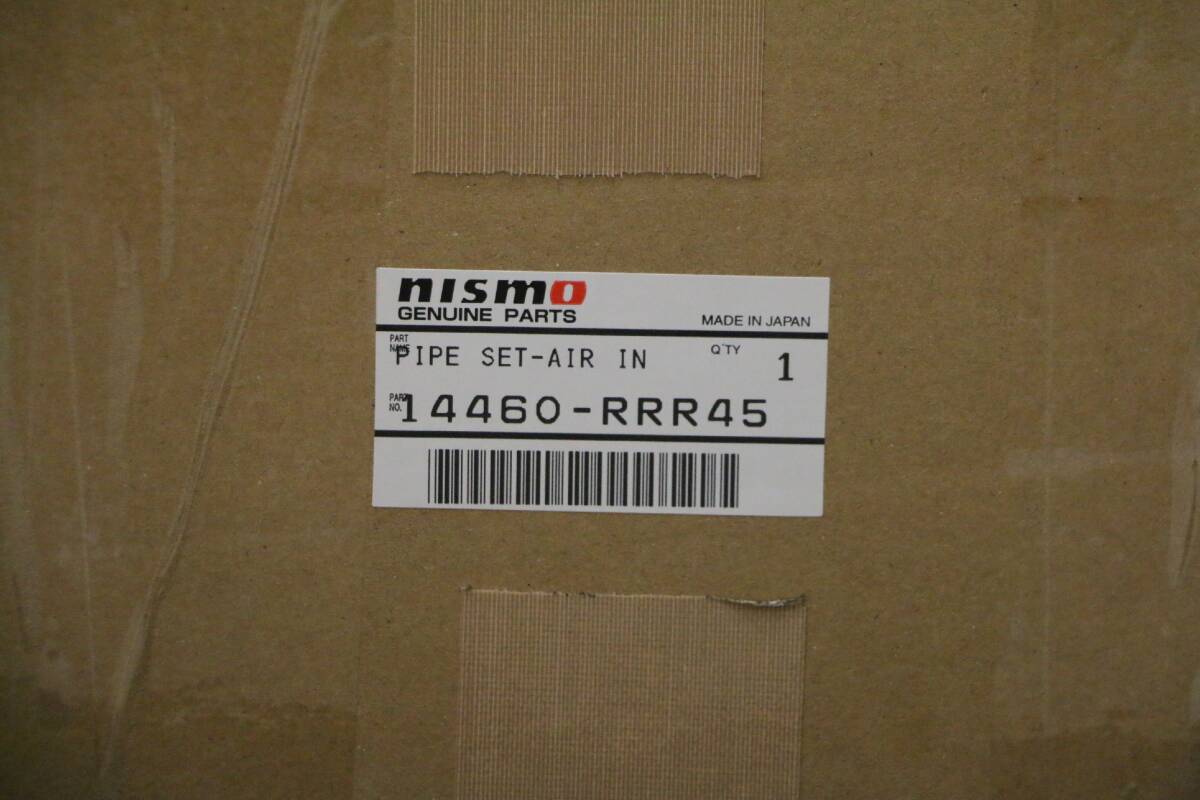 nismo
GENUINE PARTS
MADE IN JAPAN
PART NAME
PIPE SET-AIR IN
Q'TY
1
PART NO.
14460-RRR45